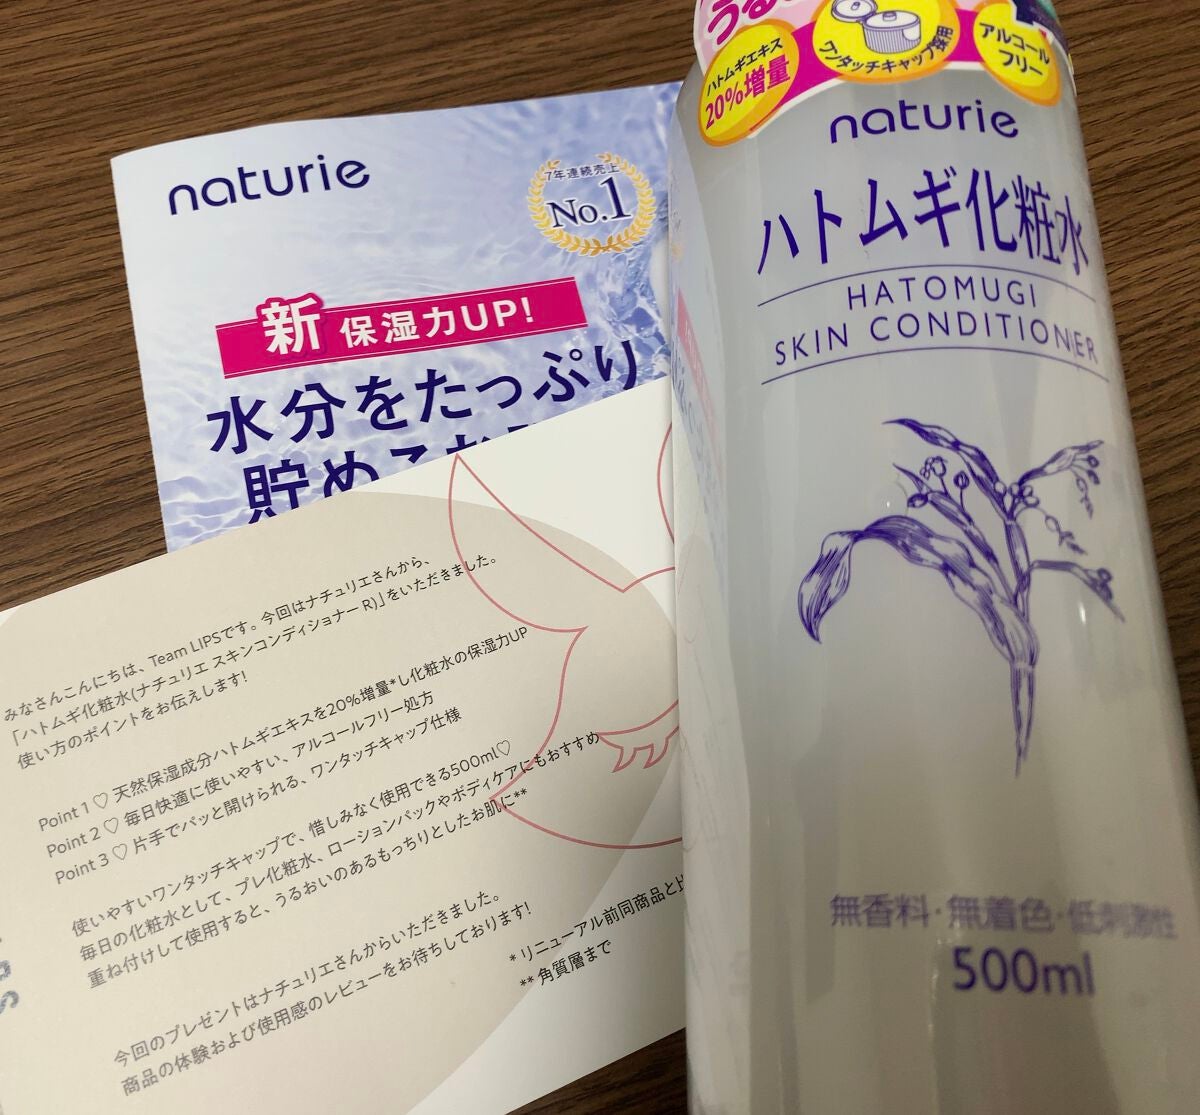 naturie
7年連続売上
No.1
新 保湿力UP!
水分をたっぷり
みなさんこんにちは、Team LIPSです。今回はナチュリエさんから、
「ハトムギ化粧水(ナチュリエ スキンコンディショナー R)」をいただきました。
使い方のポイントをお伝えします!
Point 1 ♡ 天然保湿成分ハトムギエキスを20%増量*し化粧水の保湿力UP
Point 2 ♡ 毎日快適に使いやすい、アルコールフリー処方
Point 3 ♡ 片手でパッと開けられる、ワンタッチキャップ仕様
使いやすいワンタッチキャップで、惜しみなく使用できる500ml♡
毎日の化粧水として、プレ化粧水、ローションパックやボディケアにもおすすめ
重ね付けして使用すると、うるおいのあるもっちりとしたお肌に**
今回のプレゼントはナチュリエさんからいただきました。
商品の体験および使用感のレビューをお待ちしております!
* リニューアル前同商品と比
** 角質層まで
ハトムギエキス
20%増量
ワンタッチキャップ採用
アルコール
フリー
naturie
ハトムギ化粧水
HATOMUGI
SKIN CONDITIONER
無香料・無着色・低刺激性
500ml